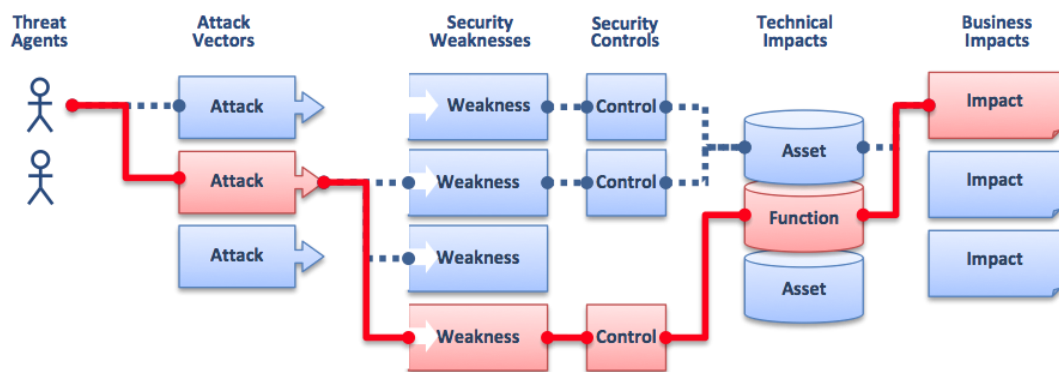 Threat Agents
Attack Vectors
Security Weaknesses
Security Controls
Technical Impacts
Business Impacts
Attack
Weakness
Control
Impact
Asset
Attack
Weakness
Control
Impact
Function
Attack
Weakness
Impact
Asset
Weakness
Control